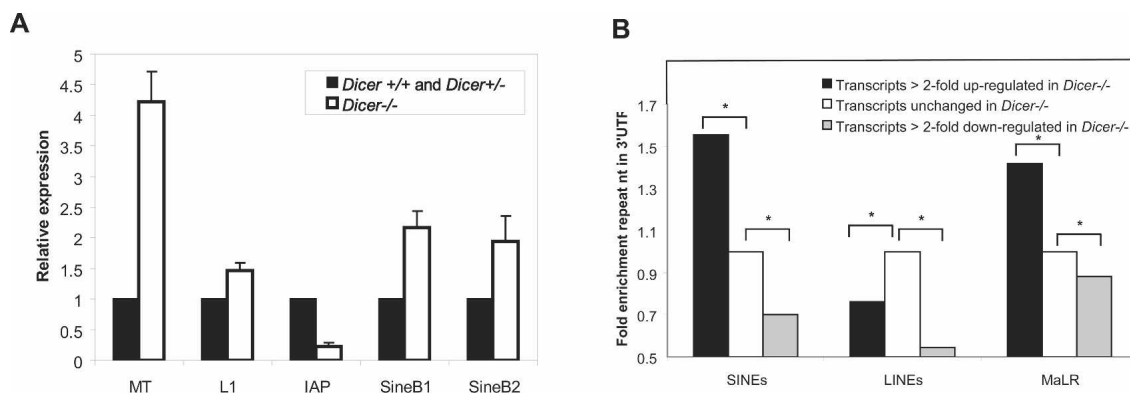 A
Relative expression
5
4.5
4
3.5
3
2.5
2
1.5
1
0.5
0
Dicer +/+ and Dicer+/-
Dicer-/-
MT L1 IAP SineB1 SineB2
B
Fold enrichment repeat nt in 3'UTF
1.7
1.5
1.3
1.1
0.9
0.7
0.5
Transcripts > 2-fold up-regulated in Dicer-/-
Transcripts unchanged in Dicer-/-
Transcripts > 2-fold down-regulated in Dicer-/-
* * * * * *
SINEs LINEs MaLR